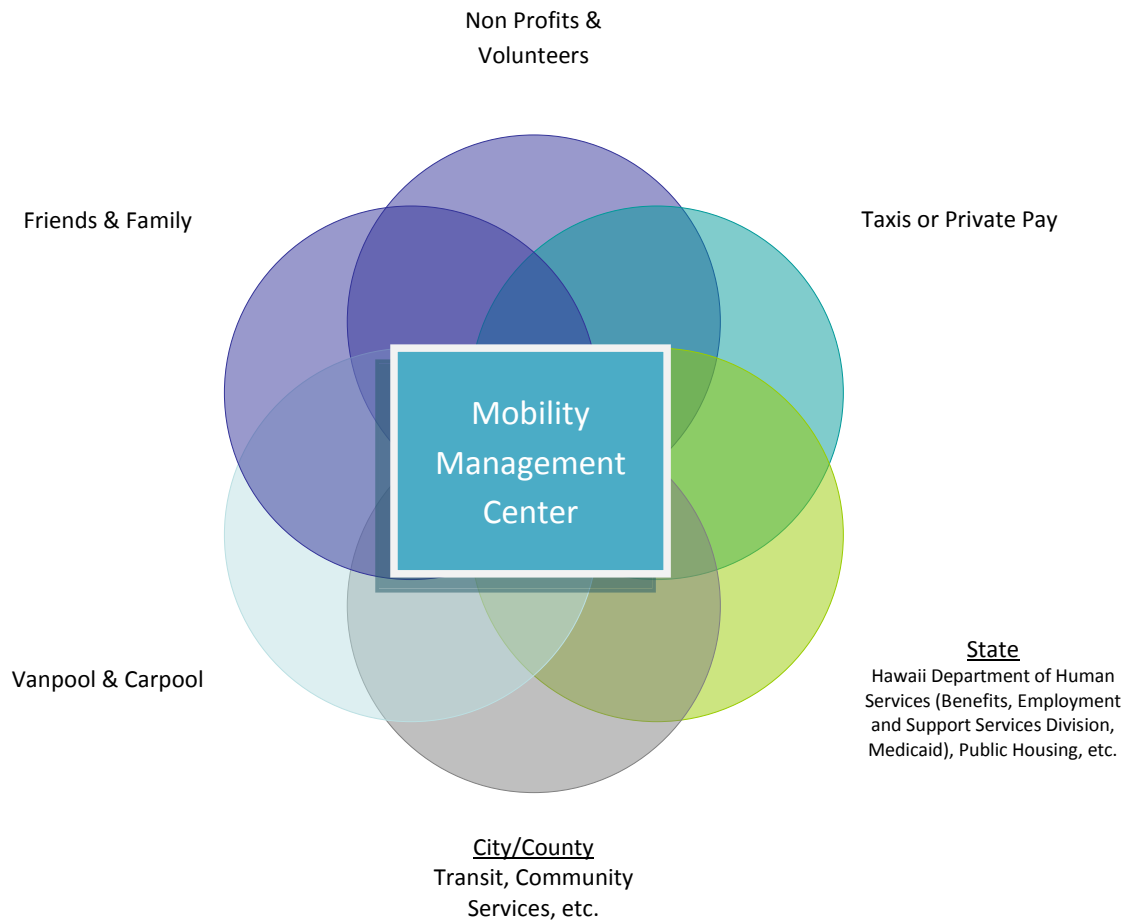 Non Profits &
Volunteers
Friends & Family
Taxis or Private Pay
Mobility
Management
Center
Vanpool & Carpool
State
Hawaii Department of Human
Services (Benefits, Employment
and Support Services Division,
Medicaid), Public Housing, etc.
City/County
Transit, Community
Services, etc.